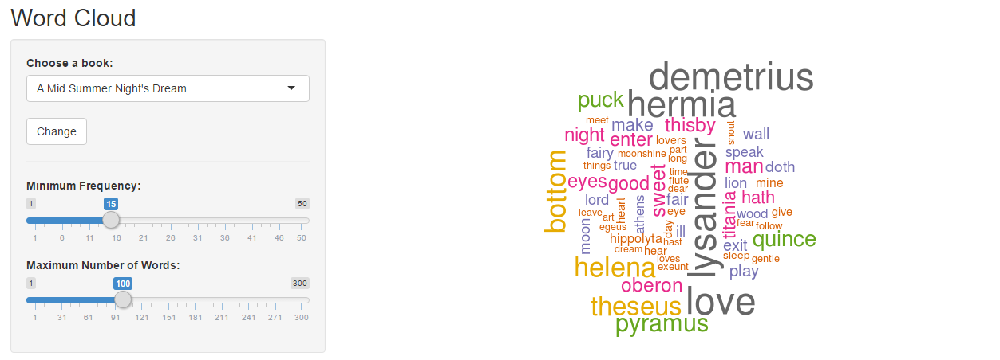 Word Cloud
Choose a book:
A Mid Summer Night's Dream
Change
Minimum Frequency:
1 15 50
1 6 11 16 21 26 31 36 41 46 50
Maximum Number of Words:
1 100 300
1 31 61 91 121 151 181 211 241 271 300
demetrius
puck hermia
meet make thisby snout wall
night enter lovers
fairy moonshine part speak
long
things true man doth
bottom eyes good sweet time lysander
flute lion mine
dear
lord heart athens fair titania hath
leave art eye wood give
egeus day fear follow
moon hippolyta ill exit quince
hast
dream hear sleep gentle
loves
helena exeunt play
oberon
theseus love
pyramus